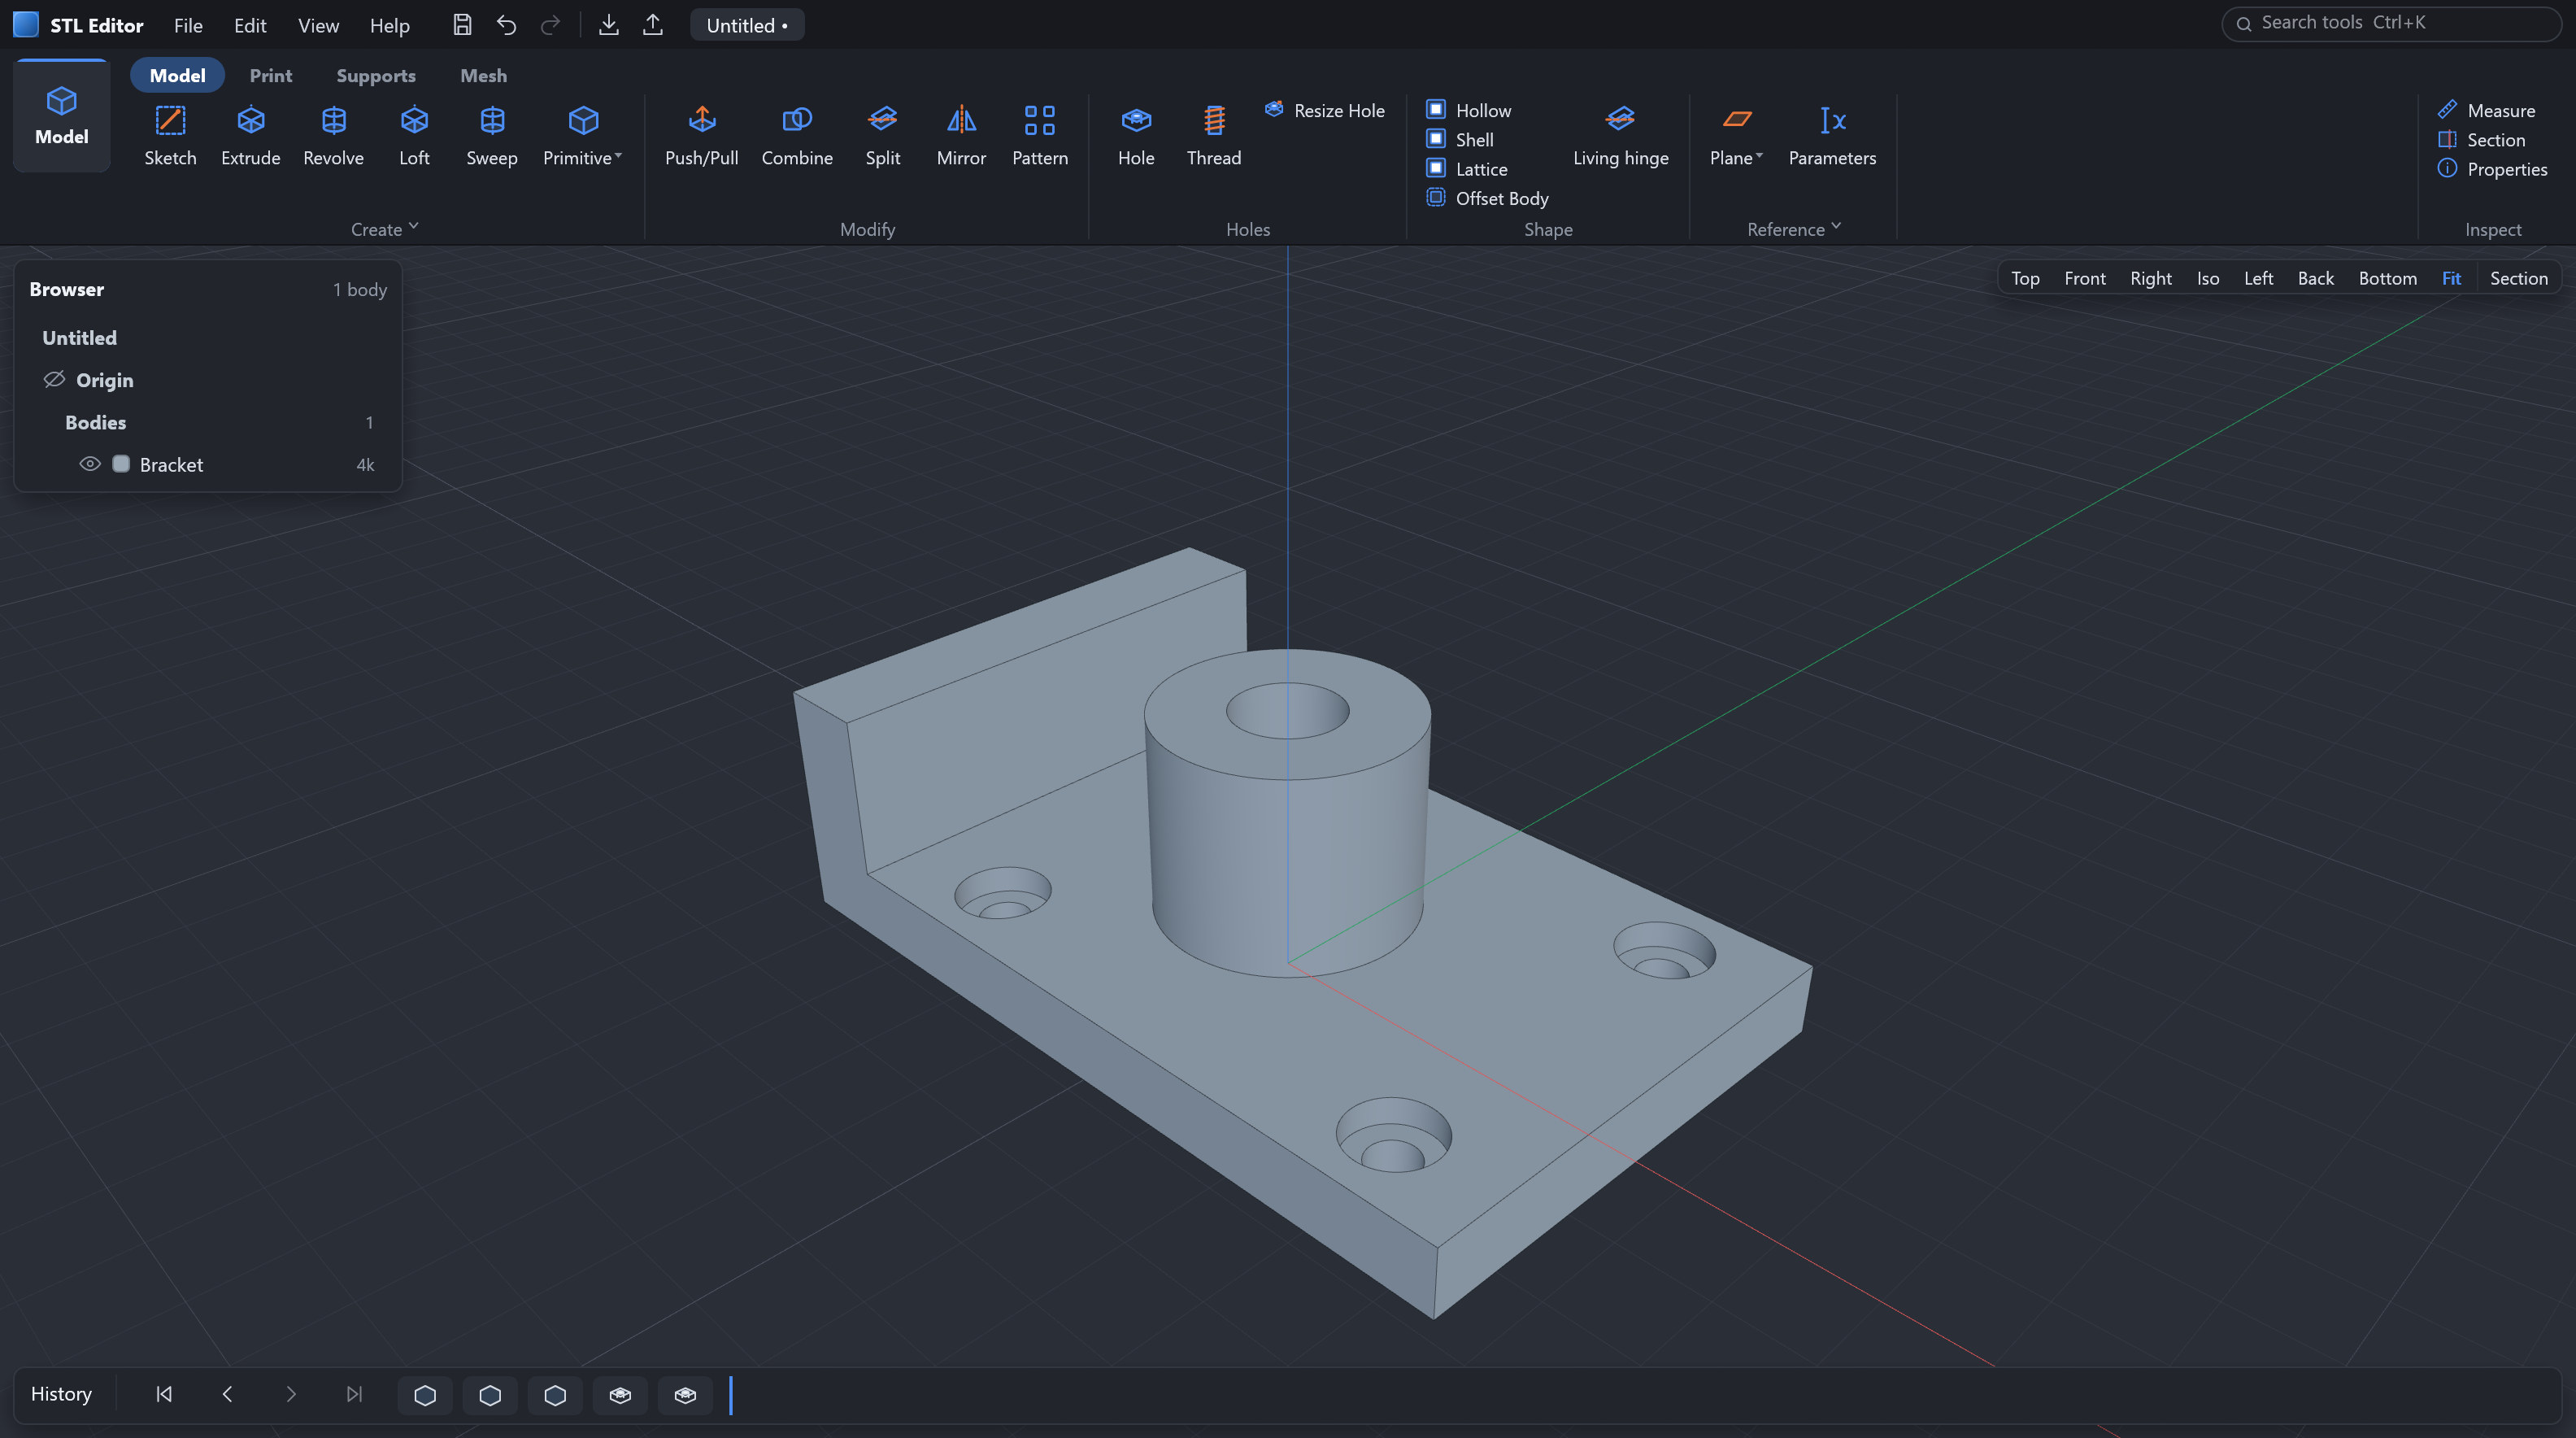 STL Editor File Edit View Help Untitled • Search tools Ctrl+K
Model Print Supports Mesh
Model
Sketch Extrude Revolve Loft Sweep Primitive
Create
Push/Pull Combine Split Mirror Pattern
Modify
Hole Thread Resize Hole
Holes
Hollow
Shell
Lattice
Offset Body
Living hinge
Shape
Plane Parameters
Reference
Measure
Section
Properties
Inspect
Browser 1 body
Untitled
Origin
Bodies 1
Bracket 4k
Top Front Right Iso Left Back Bottom Fit Section
History